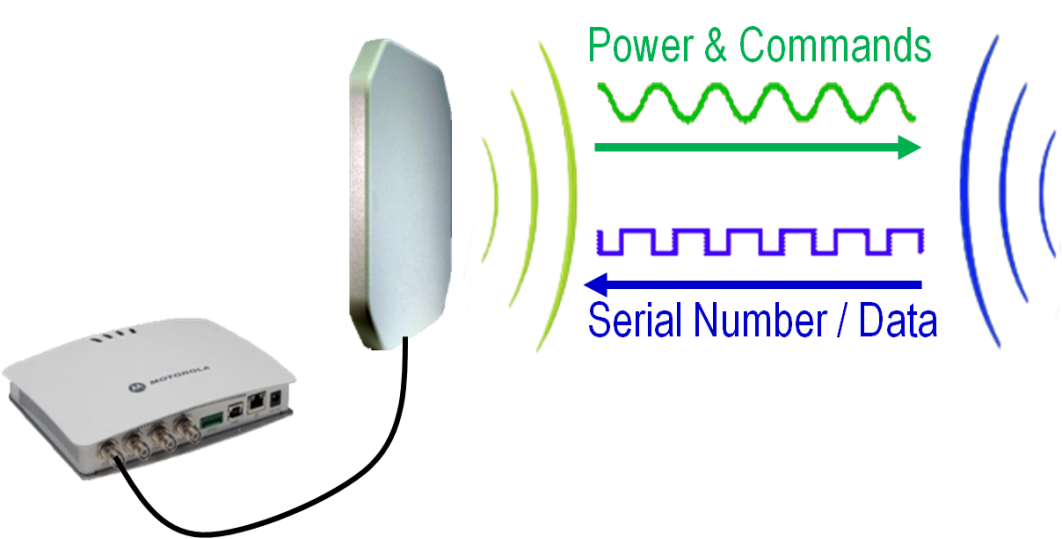 Power & Commands
Serial Number / Data
MOTOROLA